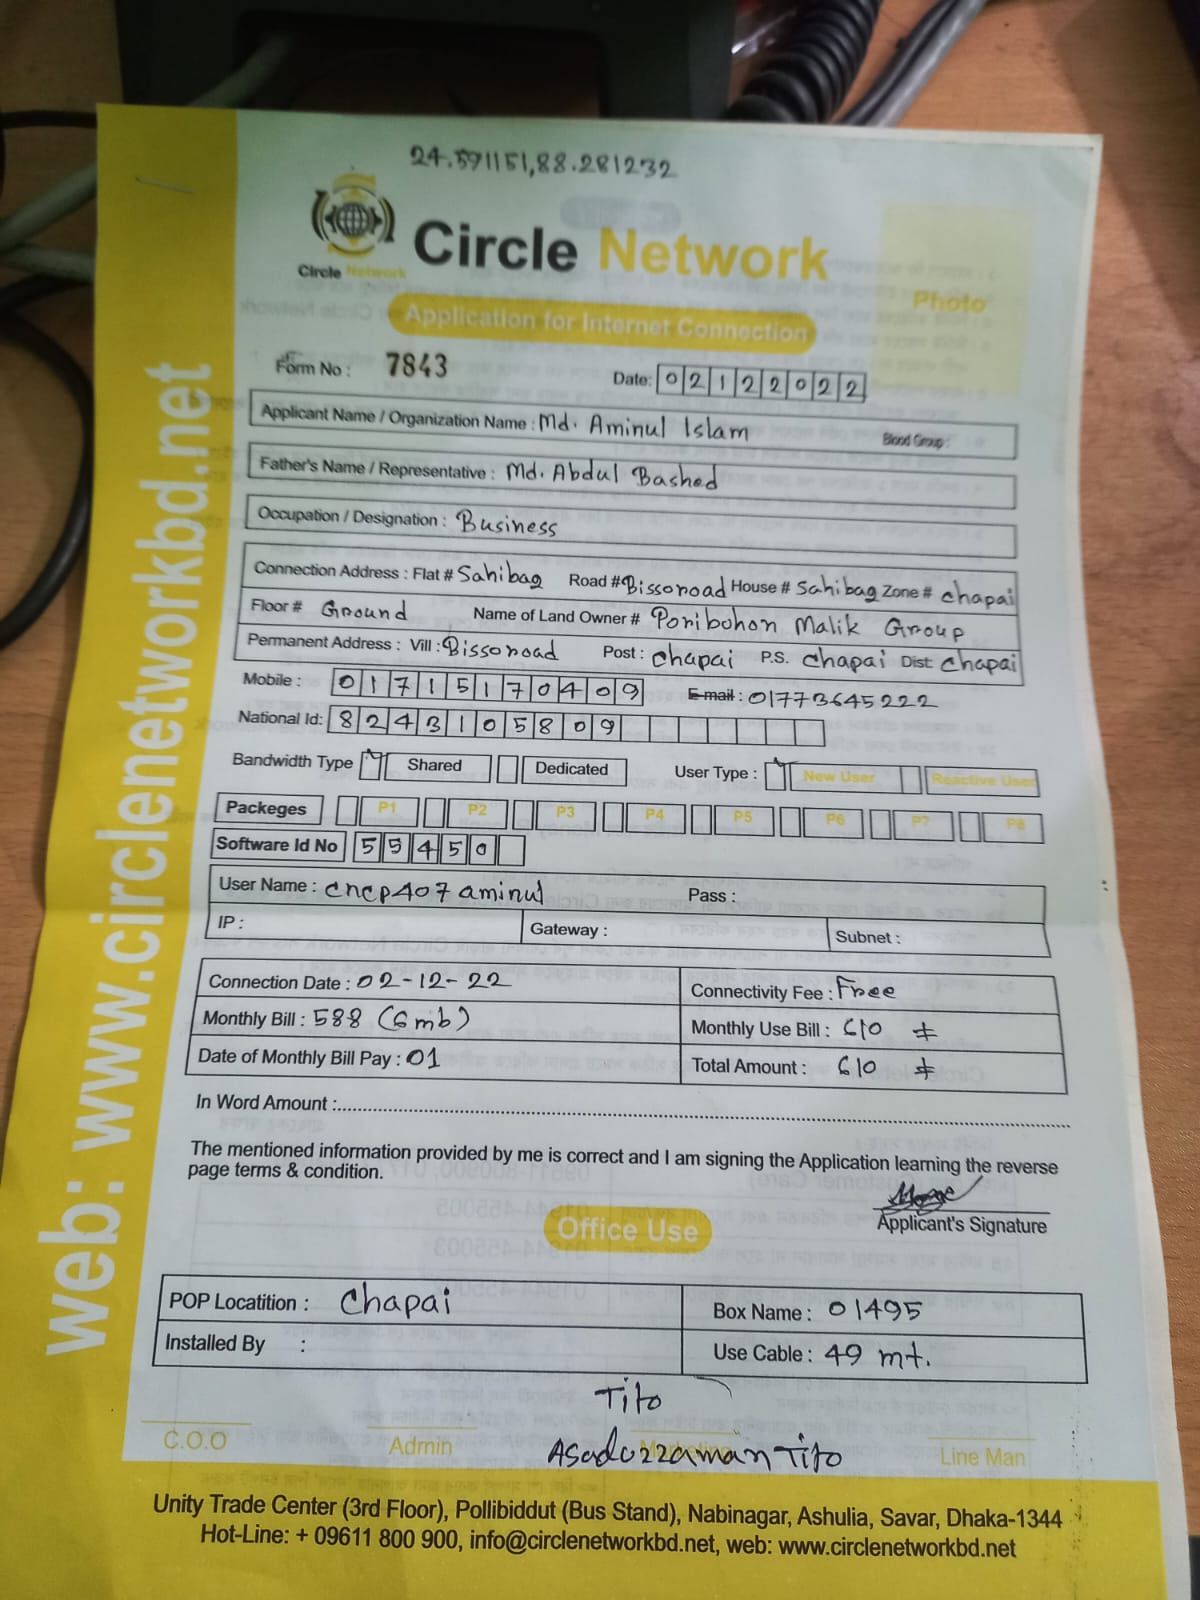 24.591151,88.281232
Circle Network
Circle Network
Photo
Application for Internet Connection
Form No : 7843
Date: 02122022
Applicant Name / Organization Name : Md. Aminul Islam Blood Group :
Father's Name / Representative : Md. Abdul Bashed
Occupation / Designation : Business
Connection Address : Flat # Sahibag Road # Bissoroad House # Sahibag Zone # chapai
Floor # Ground Name of Land Owner # Poribohon Malik Group
Permanent Address : Vill : Bissoroad Post : chapai P.S. chapai Dist: chapai
Mobile : 01715170409 E-mail : 01773645222
National Id: 8243105809
Bandwidth Type Shared Dedicated User Type : New User Reactive User
Packeges P1 P2 P3 P4 P5 P6 P7 P8
Software Id No 55450
User Name : cncp407aminul Pass :
IP : Gateway : Subnet :
Connection Date : 02-12-22 Connectivity Fee : Free
Monthly Bill : 588 (6mb) Monthly Use Bill : 610
Date of Monthly Bill Pay : 01 Total Amount : 610
In Word Amount :
The mentioned information provided by me is correct and I am signing the Application learning the reverse
page terms & condition.
Applicant's Signature
Office Use
POP Locatition : Chapai Box Name : 01495
Installed By : Use Cable : 49 mt.
Tito
C.O.O Admin Asaduzzaman Tito Line Man
Unity Trade Center (3rd Floor), Pollibiddut (Bus Stand), Nabinagar, Ashulia, Savar, Dhaka-1344
Hot-Line: + 09611 800 900, info@circlenetworkbd.net, web: www.circlenetworkbd.net
web: www.circlenetworkbd.net